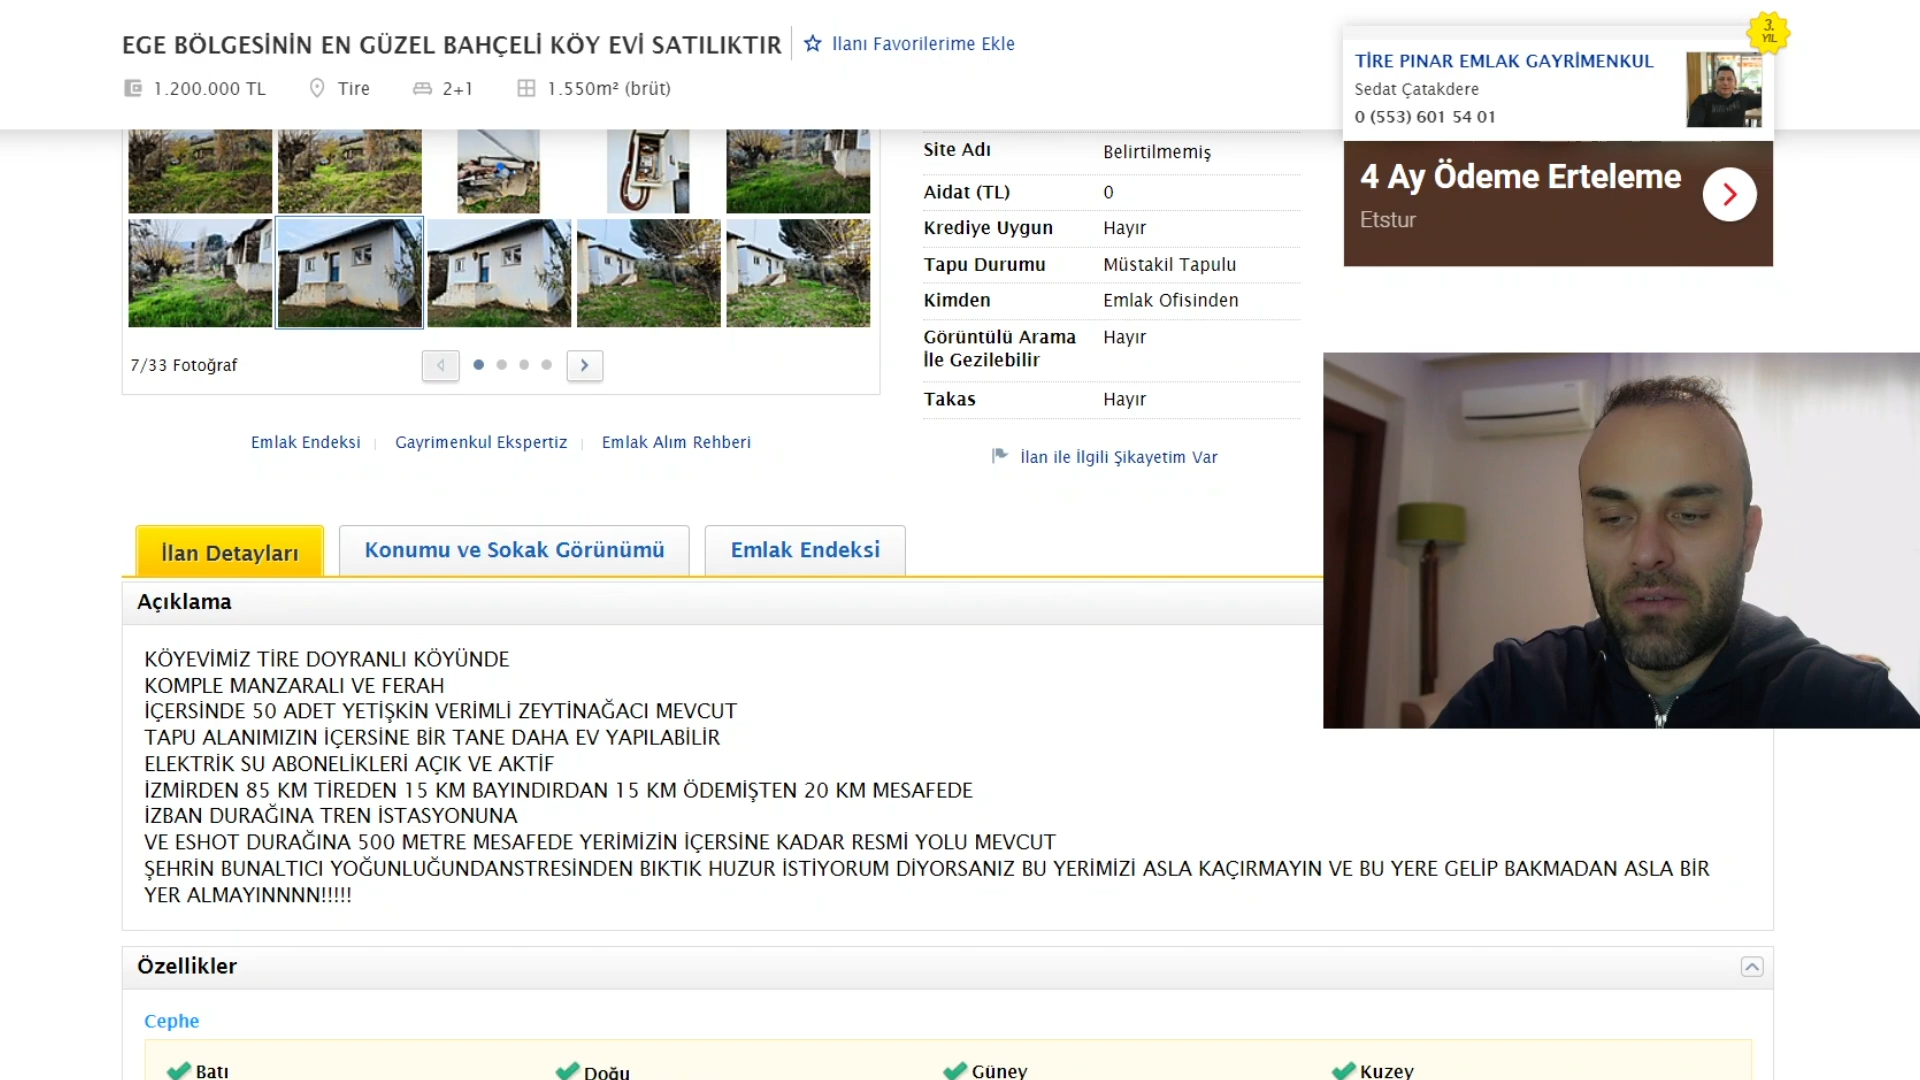 EGE BÖLGESİNİN EN GÜZEL BAHÇELİ KÖY EVİ SATILIKTIR
İlanı Favorilerime Ekle
1.200.000 TL
Tire
2+1
1.550m² (brüt)
3.
YIL
TİRE PINAR EMLAK GAYRİMENKUL
Sedat Çatakdere
0 (553) 601 54 01
4 Ay Ödeme Erteleme
Etstur
Site Adı Belirtilmemiş
Aidat (TL) 0
Krediye Uygun Hayır
Tapu Durumu Müstakil Tapulu
Kimden Emlak Ofisinden
Görüntülü Arama Hayır
İle Gezilebilir
Takas Hayır
7/33 Fotoğraf
Emlak Endeksi
Gayrimenkul Ekspertiz
Emlak Alım Rehberi
İlan ile İlgili Şikayetim Var
İlan Detayları
Konumu ve Sokak Görünümü
Emlak Endeksi
Açıklama
KÖYEVİMİZ TİRE DOYRANLI KÖYÜNDE
KOMPLE MANZARALI VE FERAH
İÇERSİNDE 50 ADET YETİŞKİN VERİMLİ ZEYTİNAĞACI MEVCUT
TAPU ALANIMIZIN İÇERSİNE BİR TANE DAHA EV YAPILABİLİR
ELEKTRİK SU ABONELİKLERİ AÇIK VE AKTİF
İZMİRDEN 85 KM TİREDEN 15 KM BAYINDIRDAN 15 KM ÖDEMİŞTEN 20 KM MESAFEDE
İZBAN DURAĞINA TREN İSTASYONUNA
VE ESHOT DURAĞINA 500 METRE MESAFEDE YERİMİZİN İÇERSİNE KADAR RESMİ YOLU MEVCUT
ŞEHRİN BUNALTICI YOĞUNLUĞUNDANSTRESİNDEN BIKTIK HUZUR İSTİYORUM DİYORSANIZ BU YERİMİZİ ASLA KAÇIRMAYIN VE BU YERE GELİP BAKMADAN ASLA BİR
YER ALMAYINNNN!!!!!
Özellikler
Cephe
Batı
Doğu
Güney
Kuzey